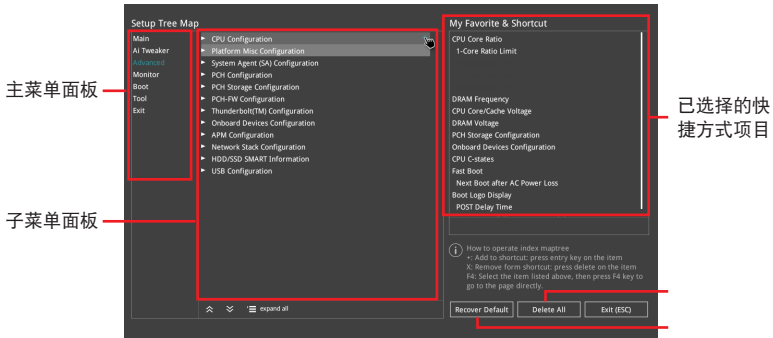 Setup Tree Map
My Favorite & Shortcut
主菜单面板
Main
Ai Tweaker
Advanced
Monitor
Boot
Tool
Exit
子菜单面板
CPU Configuration
Platform Misc Configuration
System Agent (SA) Configuration
PCH Configuration
PCH Storage Configuration
PCH-FW Configuration
Thunderbolt(TM) Configuration
Onboard Devices Configuration
APM Configuration
Network Stack Configuration
HDD/SSD SMART Information
USB Configuration
expand all
CPU Core Ratio
1-Core Ratio Limit
DRAM Frequency
CPU Core/Cache Voltage
DRAM Voltage
PCH Storage Configuration
Onboard Devices Configuration
CPU C-states
Fast Boot
Next Boot after AC Power Loss
Boot Logo Display
POST Delay Time
已选择的快
捷方式项目
How to operate index maptree
+: Add to shortcut: press entry key on the item
X: Remove form shortcut: press delete on the item
F4: Select the item listed above, then press F4 key to
go to the page directly.
Recover Default
Delete All
Exit (ESC)